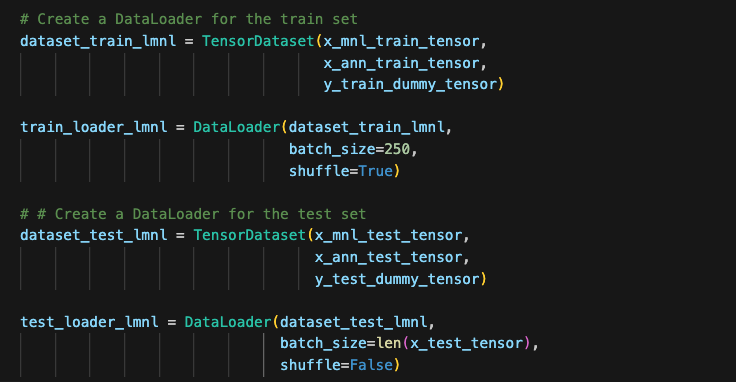 # Create a DataLoader for the train set
dataset_train_lmnl = TensorDataset(x_mnl_train_tensor,
x_ann_train_tensor,
y_train_dummy_tensor)
train_loader_lmnl = DataLoader(dataset_train_lmnl,
batch_size=250,
shuffle=True)
# # Create a DataLoader for the test set
dataset_test_lmnl = TensorDataset(x_mnl_test_tensor,
x_ann_test_tensor,
y_test_dummy_tensor)
test_loader_lmnl = DataLoader(dataset_test_lmnl,
batch_size=len(x_test_tensor),
shuffle=False)